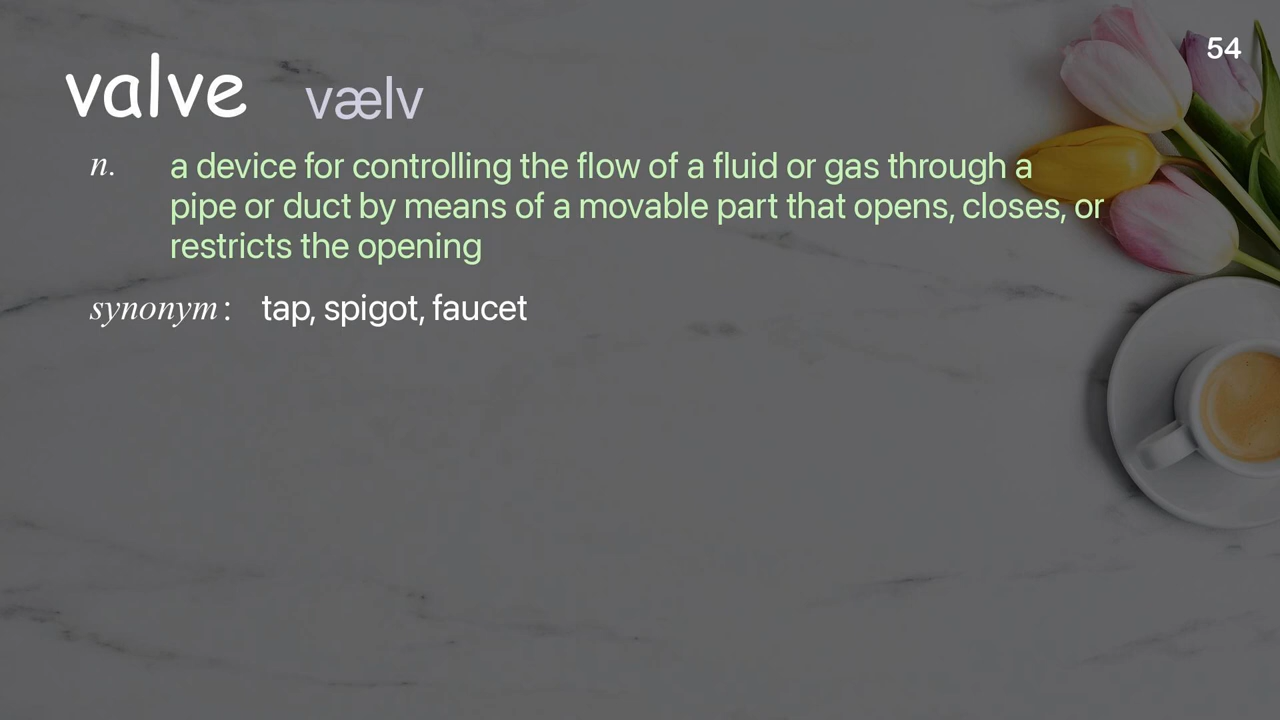 54
valve vælv
n. a device for controlling the flow of a fluid or gas through a
pipe or duct by means of a movable part that opens, closes, or
restricts the opening
synonym: tap, spigot, faucet